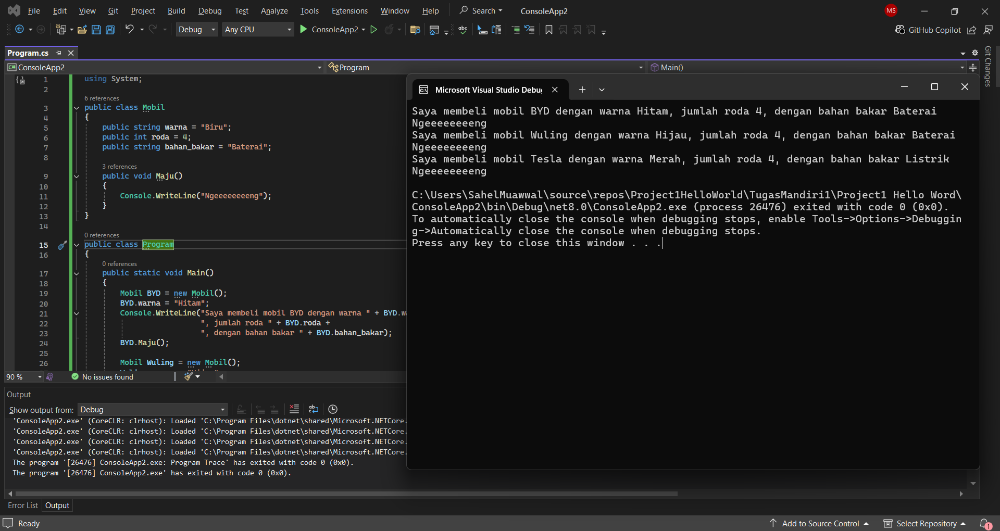 File Edit View Git Project Build Debug Test Analyze Tools Extensions Window Help Search ConsoleApp2 MS
Debug Any CPU ConsoleApp2 abc GitHub Copilot
Program.cs
Git Changes
C# ConsoleApp2 Program Main()
1 using System;
2
6 references
3 public class Mobil
4 {
5 public string warna = "Biru";
6 public int roda = 4;
7 public string bahan_bakar = "Baterai";
8
3 references
9 public void Maju()
10 {
11 Console.WriteLine("Ngeeeeeeeeng");
12 }
13 }
14
0 references
15 public class Program
16 {
0 references
17 public static void Main()
18 {
19 Mobil BYD = new Mobil();
20 BYD.warna = "Hitam";
21 Console.WriteLine("Saya membeli mobil BYD dengan warna " + BYD.w
22 ", jumlah roda " + BYD.roda +
23 ", dengan bahan bakar " + BYD.bahan_bakar);
24 BYD.Maju();
25
26 Mobil Wuling = new Mobil();
90 % No issues found
Microsoft Visual Studio Debu
Saya membeli mobil BYD dengan warna Hitam, jumlah roda 4, dengan bahan bakar Baterai
Ngeeeeeeeeng
Saya membeli mobil Wuling dengan warna Hijau, jumlah roda 4, dengan bahan bakar Baterai
Ngeeeeeeeeng
Saya membeli mobil Tesla dengan warna Merah, jumlah roda 4, dengan bahan bakar Listrik
Ngeeeeeeeeng
C:\Users\SahelMuawwal\source\repos\Project1HelloWorld\TugasMandiri1\Project1 Hello Word\
ConsoleApp2\bin\Debug\net8.0\ConsoleApp2.exe (process 26476) exited with code 0 (0x0).
To automatically close the console when debugging stops, enable Tools->Options->Debuggin
g->Automatically close the console when debugging stops.
Press any key to close this window . . .
Output
Show output from: Debug
'ConsoleApp2.exe' (CoreCLR: clrhost): Loaded 'C:\Program Files\dotnet\shared\Microsoft.NETCore.
'ConsoleApp2.exe' (CoreCLR: clrhost): Loaded 'C:\Program Files\dotnet\shared\Microsoft.NETCore.
'ConsoleApp2.exe' (CoreCLR: clrhost): Loaded 'C:\Program Files\dotnet\shared\Microsoft.NETCore.
'ConsoleApp2.exe' (CoreCLR: clrhost): Loaded 'C:\Program Files\dotnet\shared\Microsoft.NETCore.
The program '[26476] ConsoleApp2.exe: Program Trace' has exited with code 0 (0x0).
The program '[26476] ConsoleApp2.exe' has exited with code 0 (0x0).
Error List Output
Ready Add to Source Control Select Repository 1